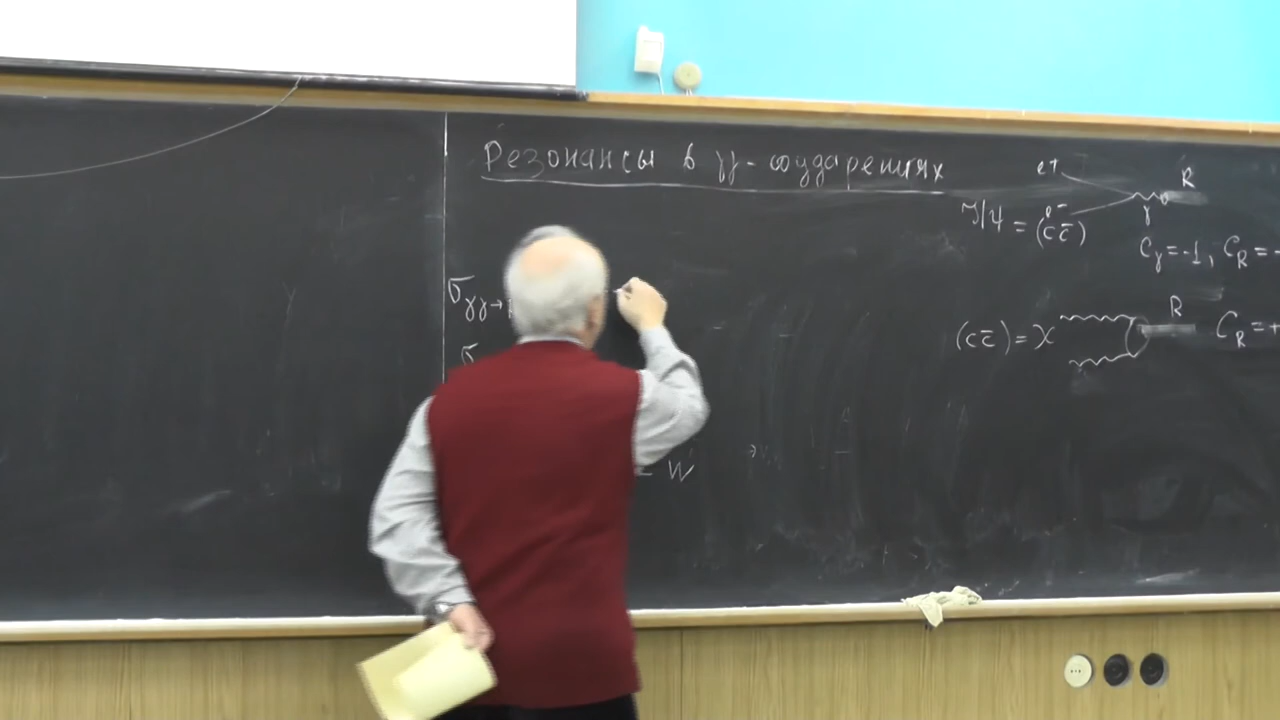 Резонансы в γγ-соударениях
e+
R
γ
e-
J/ψ = (cc̄)
C_γ=-1, C_R=-
σ_γγ→
R
(cc̄)=χ
C_R=+
σ
W